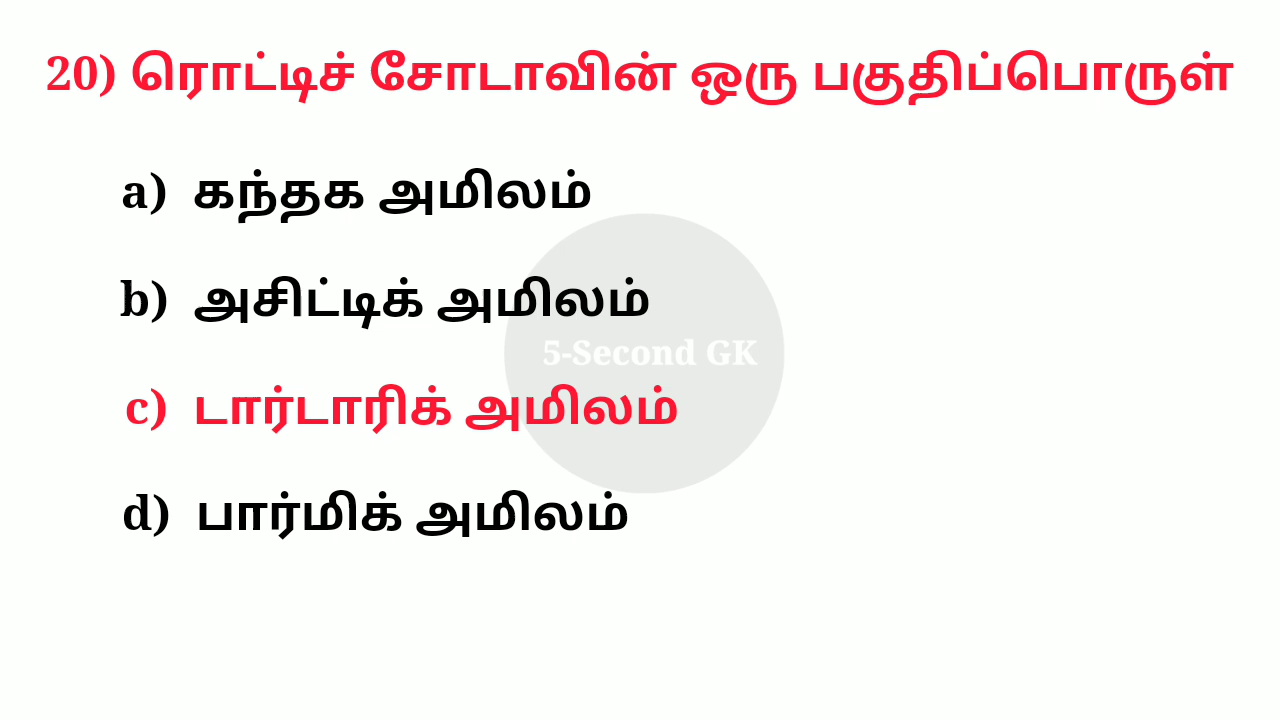 20) ரொட்டிச் சோடாவின் ஒரு பகுதிப்பொருள்
a) கந்தக அமிலம்
b) அசிட்டிக் அமிலம்
5-Second GK
c) டார்டாரிக் அமிலம்
d) பார்மிக் அமிலம்